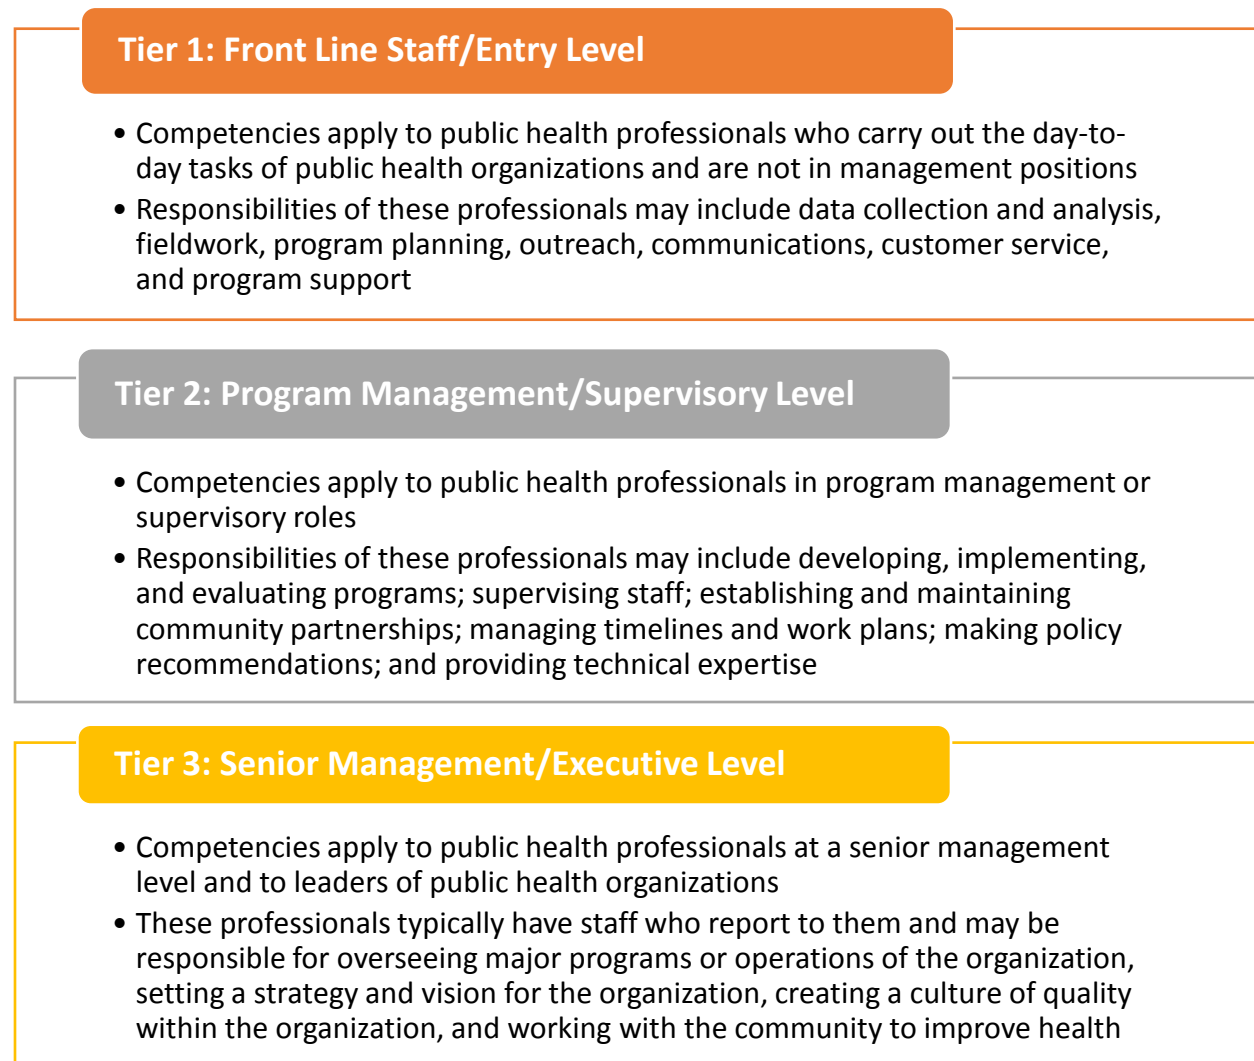 Tier 1: Front Line Staff/Entry Level
• Competencies apply to public health professionals who carry out the day-to-
day tasks of public health organizations and are not in management positions
• Responsibilities of these professionals may include data collection and analysis,
fieldwork, program planning, outreach, communications, customer service,
and program support
Tier 2: Program Management/Supervisory Level
• Competencies apply to public health professionals in program management or
supervisory roles
• Responsibilities of these professionals may include developing, implementing,
and evaluating programs; supervising staff; establishing and maintaining
community partnerships; managing timelines and work plans; making policy
recommendations; and providing technical expertise
Tier 3: Senior Management/Executive Level
• Competencies apply to public health professionals at a senior management
level and to leaders of public health organizations
• These professionals typically have staff who report to them and may be
responsible for overseeing major programs or operations of the organization,
setting a strategy and vision for the organization, creating a culture of quality
within the organization, and working with the community to improve health